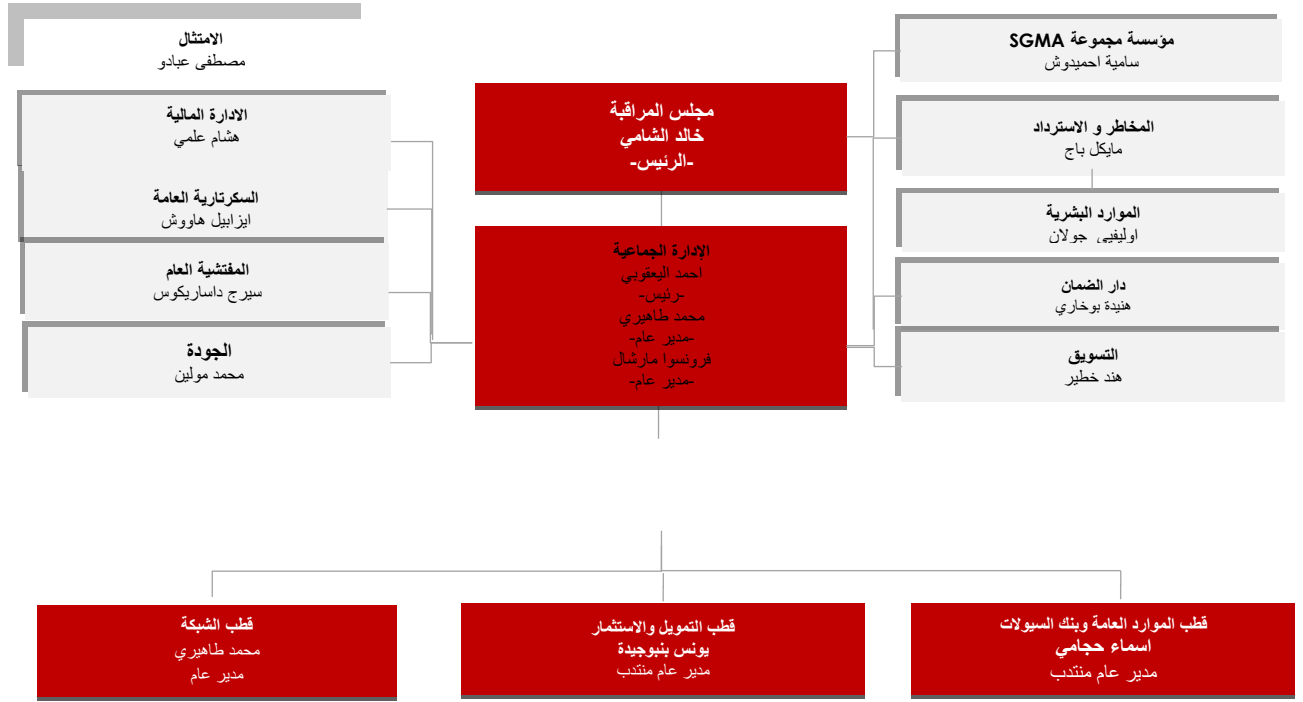 مؤسسة مجموعة SGMA
سامية احميدوش
المخاطر و الاسترداد
مايكل باج
الموارد البشرية
اوليفيي جولان
دار الضمان
هنيدة بوخاري
التسويق
هند خطير
مجلس المراقبة
خالد الشامي
-الرئيس-
الإدارة الجماعية
احمد اليعقوبي
-رئيس-
محمد طاهيري
-مدير عام-
فرونسوا مارشال
-مدير عام-
الامتثال
مصطفى عبادو
الادارة المالية
هشام علمي
السكرتارية العامة
ايزابيل هاووش
المفتشية العام
سيرج داساريكوس
الجودة
محمد مولين
قطب الموارد العامة وبنك السيولات
اسماء حجامي
مدير عام منتدب
قطب التمويل والاستثمار
يونس بنبوجيدة
مدير عام منتدب
قطب الشبكة
محمد طاهيري
مدير عام